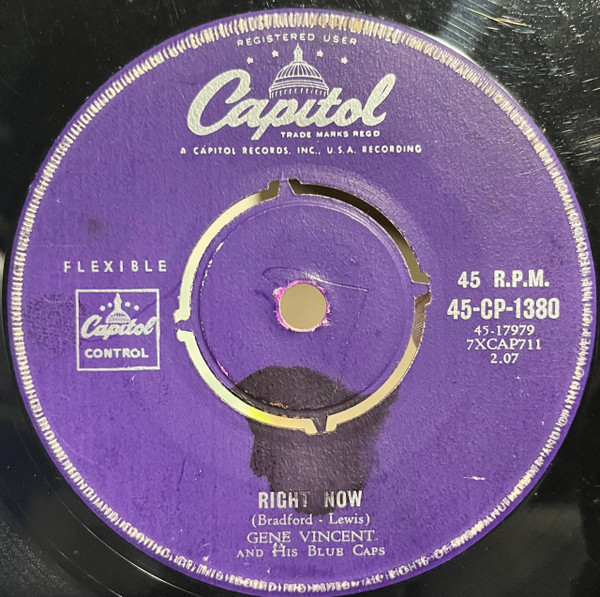 REGISTERED USER
Capitol
TRADE MARKS REGD
A CAPITOL RECORDS, INC., U.S.A. RECORDING
FLEXIBLE
Capitol
CONTROL
45 R.P.M.
45-CP-1380
45-17979
7XCAP711
2.07
RIGHT NOW
(Bradford - Lewis)
GENE VINCENT
AND HIS BLUE CAPS